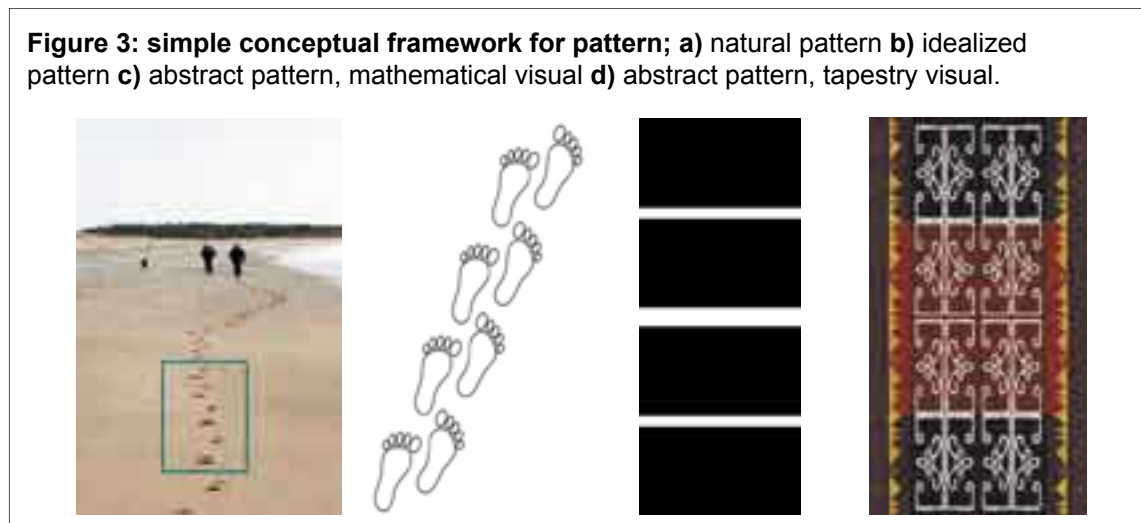 Figure 3: simple conceptual framework for pattern; a) natural pattern b) idealized
pattern c) abstract pattern, mathematical visual d) abstract pattern, tapestry visual.